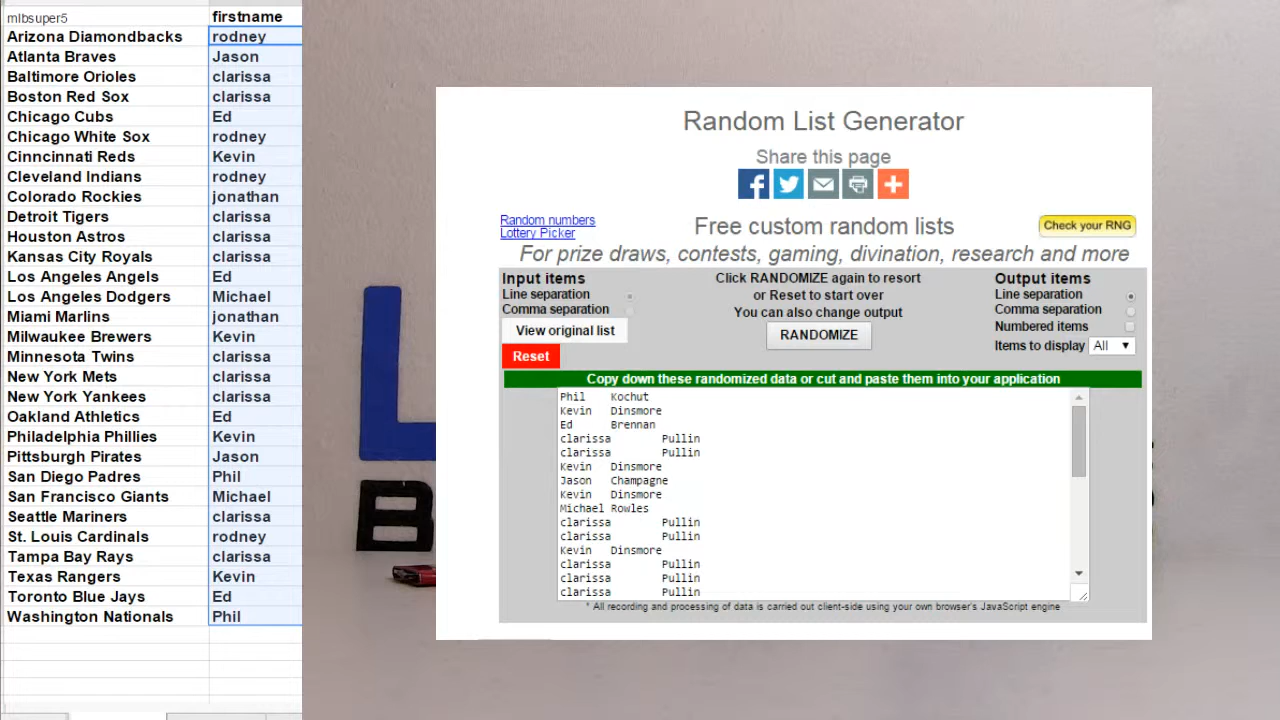 mlbsuper5 firstname
Arizona Diamondbacks rodney
Atlanta Braves Jason
Baltimore Orioles clarissa
Boston Red Sox clarissa
Chicago Cubs Ed
Chicago White Sox rodney
Cinncinnati Reds Kevin
Cleveland Indians rodney
Colorado Rockies jonathan
Detroit Tigers clarissa
Houston Astros clarissa
Kansas City Royals clarissa
Los Angeles Angels Ed
Los Angeles Dodgers Michael
Miami Marlins jonathan
Milwaukee Brewers Kevin
Minnesota Twins clarissa
New York Mets clarissa
New York Yankees clarissa
Oakland Athletics Ed
Philadelphia Phillies Kevin
Pittsburgh Pirates Jason
San Diego Padres Phil
San Francisco Giants Michael
Seattle Mariners clarissa
St. Louis Cardinals rodney
Tampa Bay Rays clarissa
Texas Rangers Kevin
Toronto Blue Jays Ed
Washington Nationals Phil
L
B
Random List Generator
Share this page
Random numbers
Lottery Picker
Free custom random lists
Check your RNG
For prize draws, contests, gaming, divination, research and more
Input items
Line separation
Comma separation
View original list
Reset
Click RANDOMIZE again to resort
or Reset to start over
You can also change output
RANDOMIZE
Output items
Line separation
Comma separation
Numbered items
Items to display All
Copy down these randomized data or cut and paste them into your application
Phil Kochut
Kevin Dinsmore
Ed Brennan
clarissa Pullin
clarissa Pullin
Kevin Dinsmore
Jason Champagne
Kevin Dinsmore
Michael Rowles
clarissa Pullin
clarissa Pullin
Kevin Dinsmore
clarissa Pullin
clarissa Pullin
clarissa Pullin
* All recording and processing of data is carried out client-side using your own browser's JavaScript engine